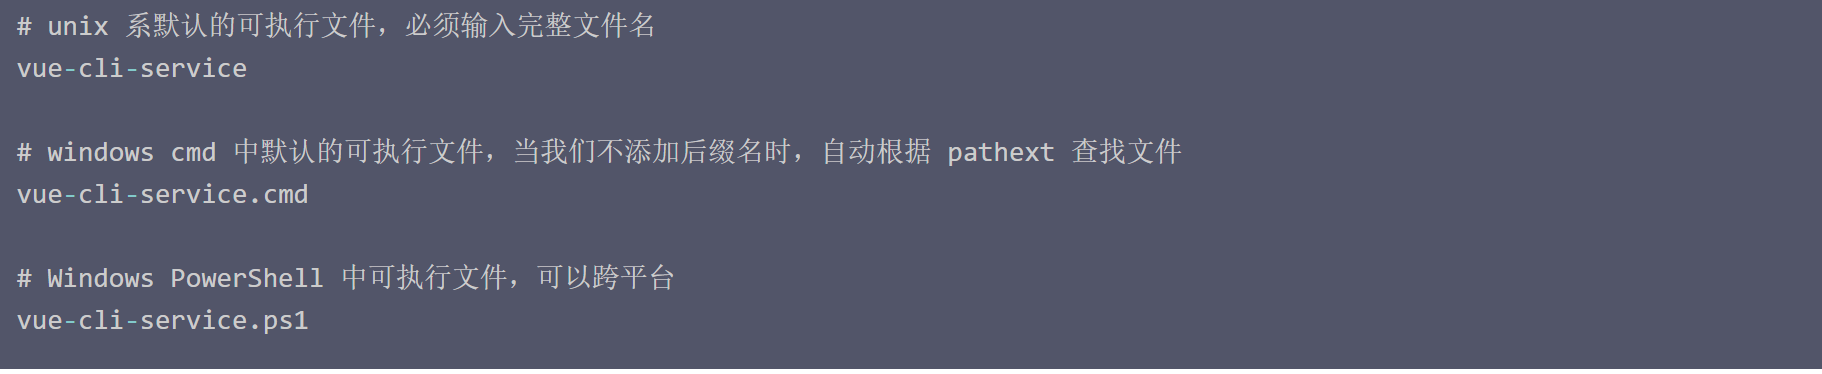 # unix 系默认的可执行文件，必须输入完整文件名
vue-cli-service
# windows cmd 中默认的可执行文件，当我们不添加后缀名时，自动根据 pathext 查找文件
vue-cli-service.cmd
# Windows PowerShell 中可执行文件，可以跨平台
vue-cli-service.ps1